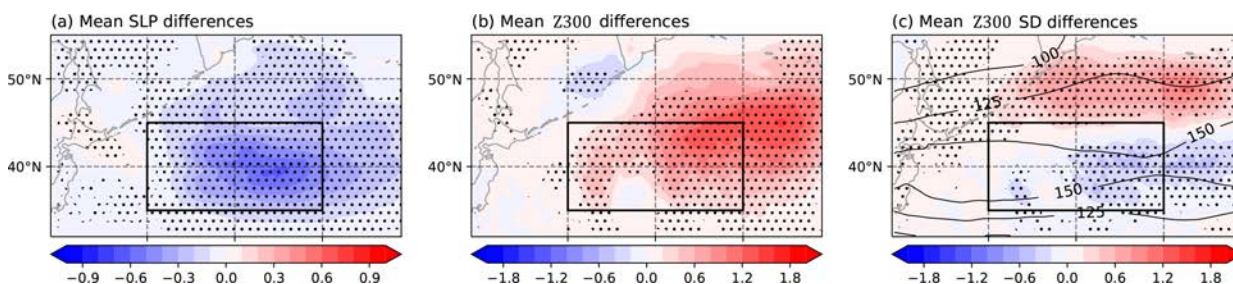 (a) Mean SLP differences
50°N
40°N
−0.9 −0.6 −0.3 0.0 0.3 0.6 0.9
(b) Mean Z300 differences
50°N
40°N
−1.8 −1.2 −0.6 0.0 0.6 1.2 1.8
(c) Mean Z300 SD differences
50°N
40°N
100
125
150
150
125
−1.8 −1.2 −0.6 0.0 0.6 1.2 1.8